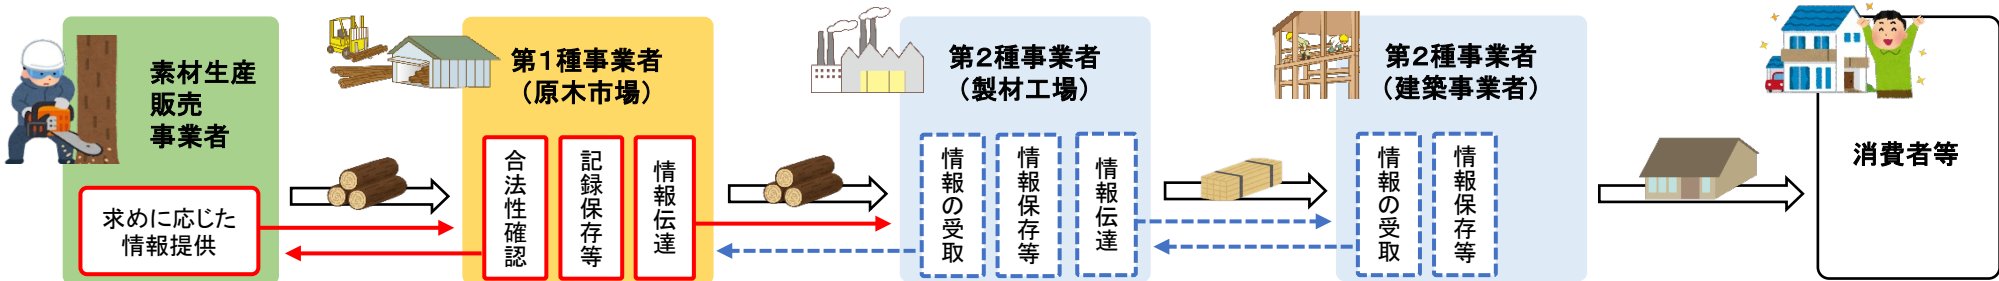 素材生産
販売
事業者
求めに応じた
情報提供
第１種事業者
（原木市場）
合法性確認
記録保存等
情報伝達
第２種事業者
（製材工場）
情報の受取
情報保存等
情報伝達
第２種事業者
（建築事業者）
情報の受取
情報保存等
消費者等